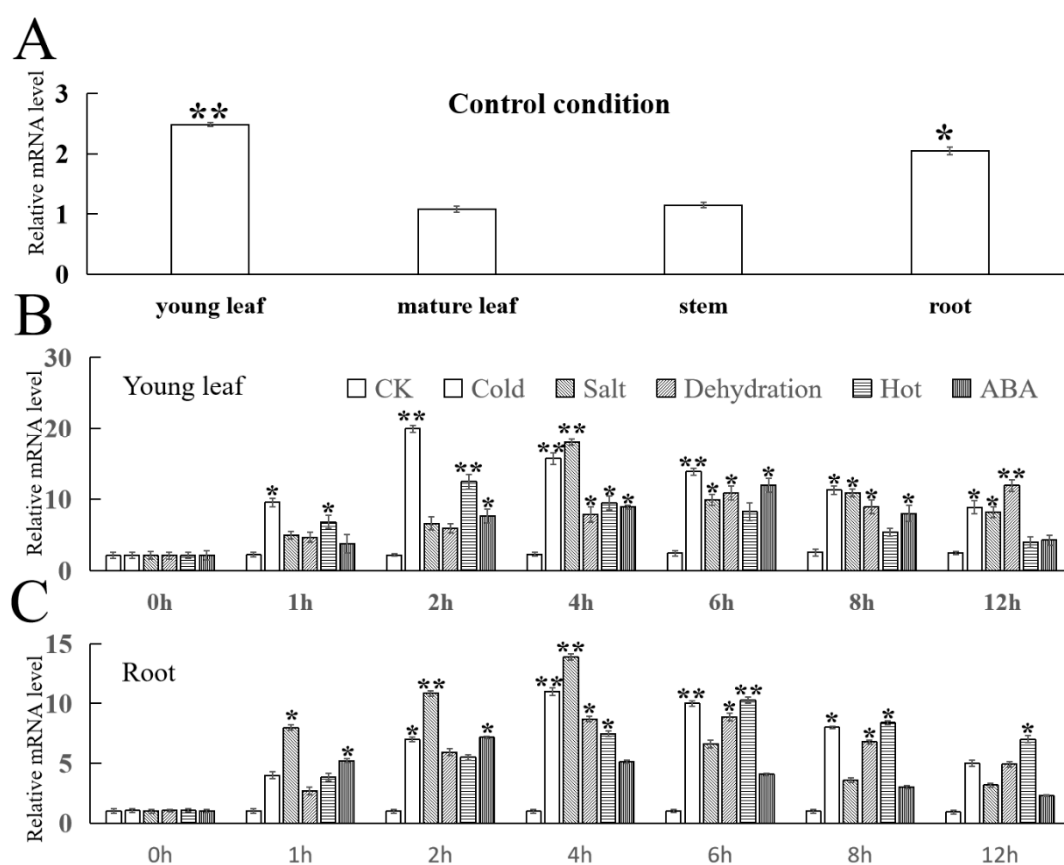 A
Relative mRNA level
3
2
1
0
Control condition
**
*
young leaf
mature leaf
stem
root
B
Relative mRNA level
30
20
10
0
Young leaf
CK Cold Salt Dehydration Hot ABA
* *
** ** *
** ** * * *
** * * *
* * * *
* * **
0h 1h 2h 4h 6h 8h 12h
C
Relative mRNA level
15
10
5
0
Root
* *
* ** *
** ** * *
** * **
* * *
*
0h 1h 2h 4h 6h 8h 12h